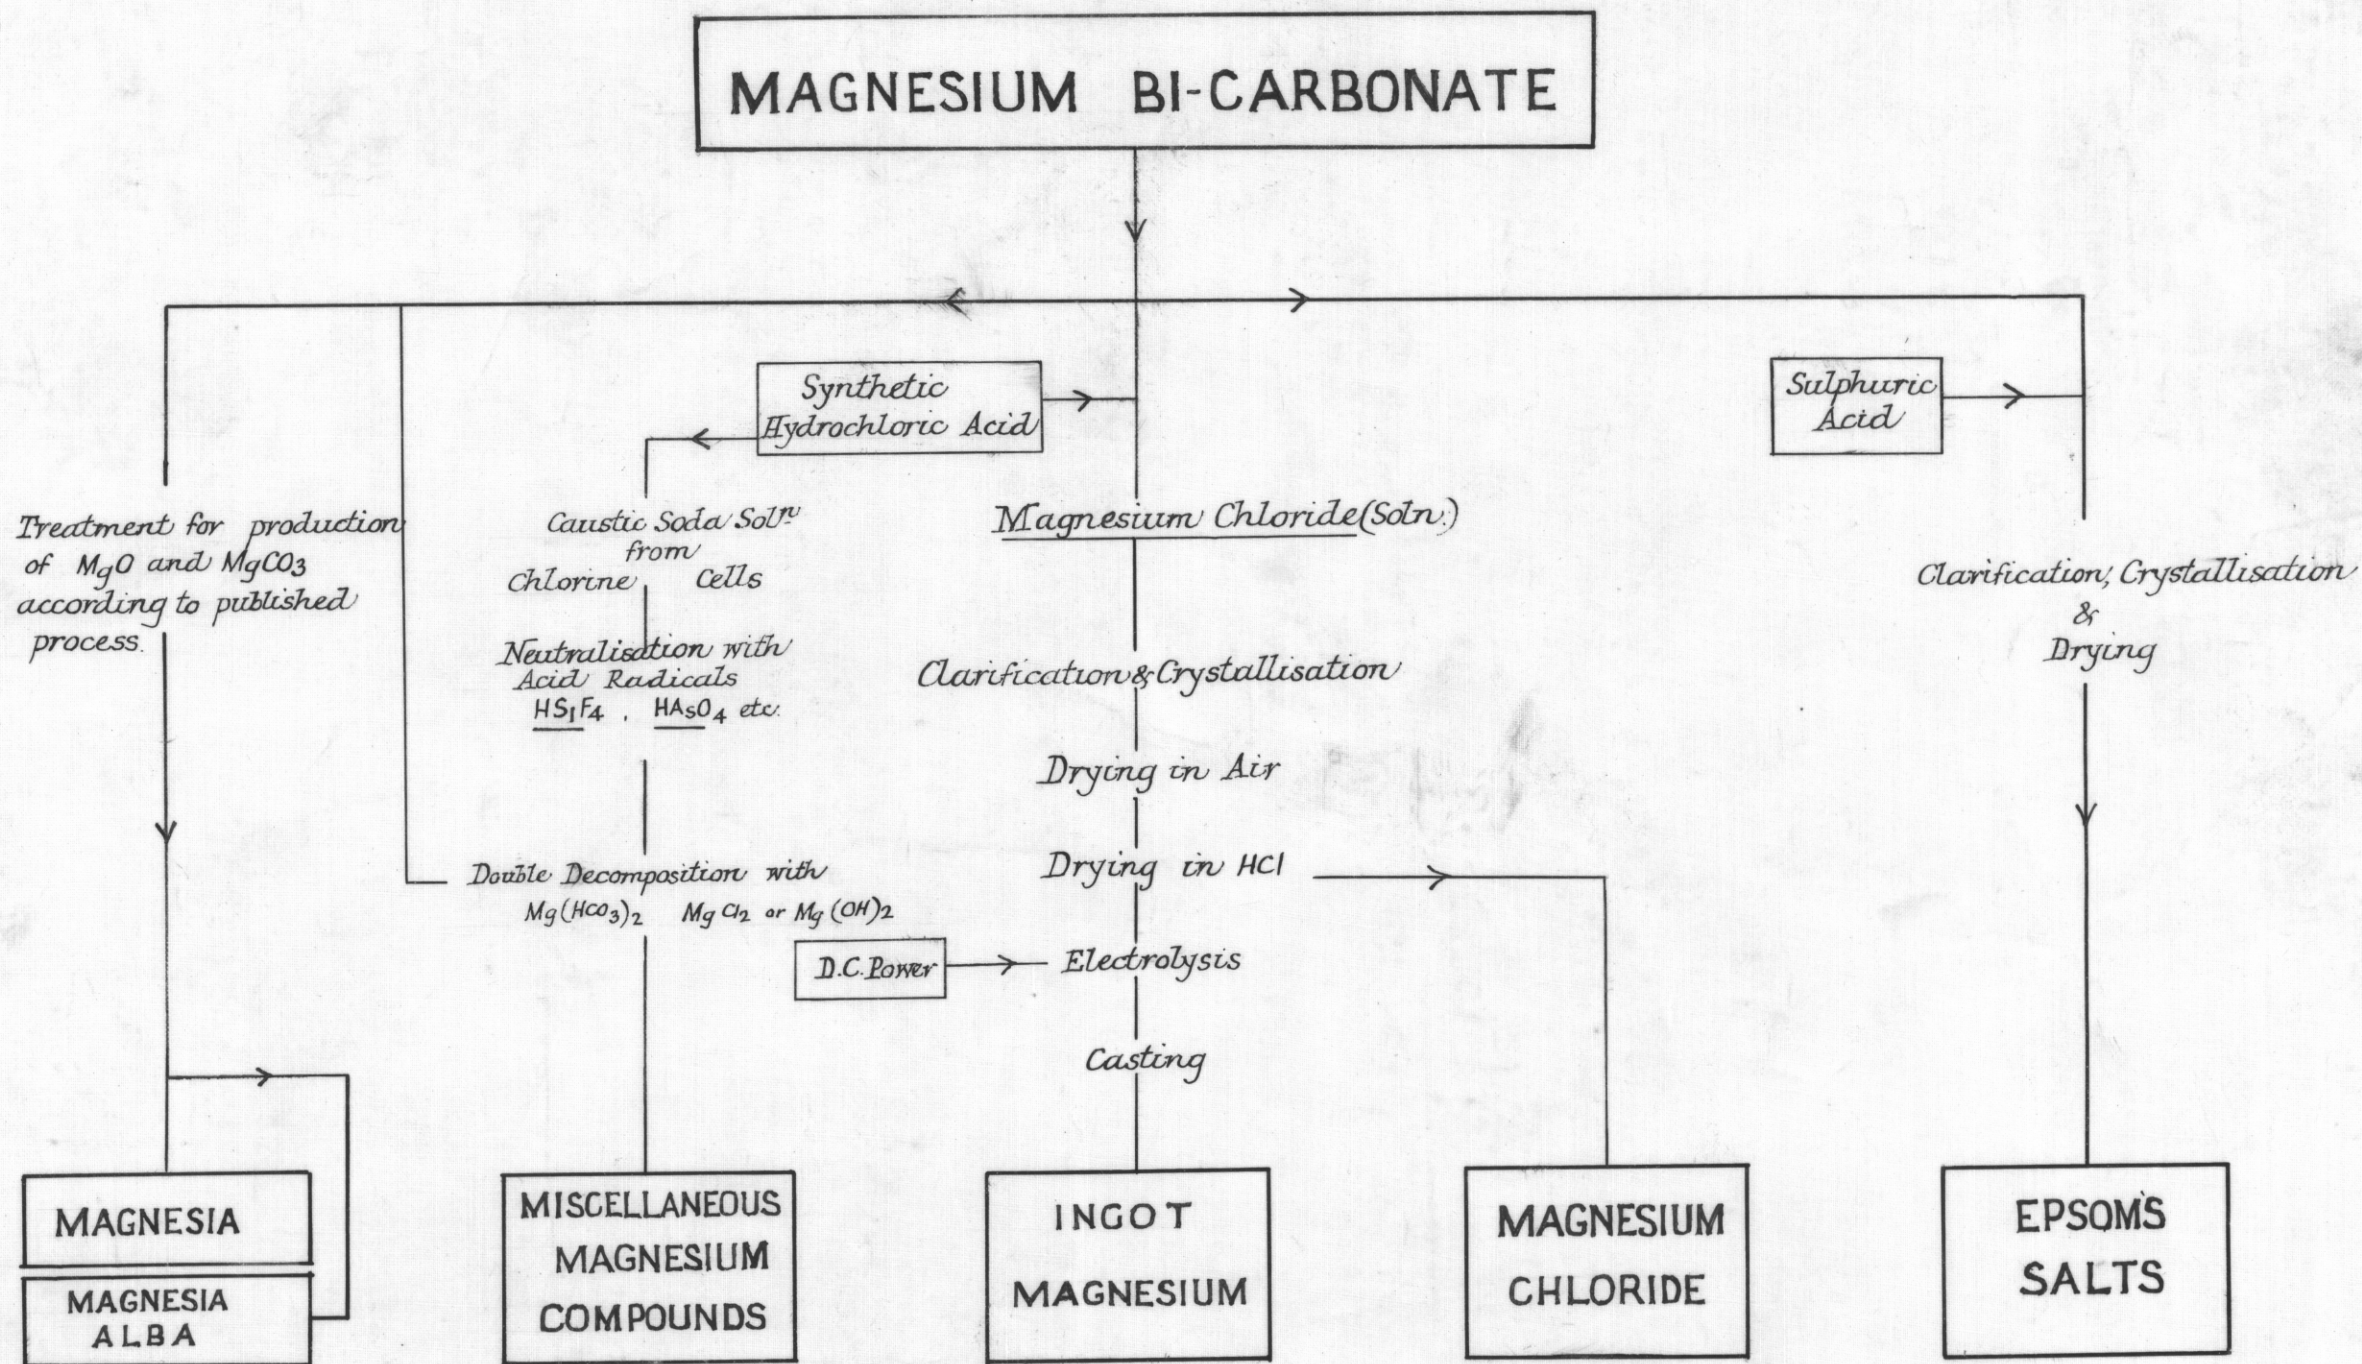 MAGNESIUM BI-CARBONATE
Synthetic
Hydrochloric Acid
Sulphuric
Acid
Treatment for production
of MgO and MgCO3
according to published
process.
Caustic Soda Solⁿ
from
Chlorine Cells
Neutralisation with
Acid Radicals
HSiF4 . HAsO4 etc.
Double Decomposition with
Mg(HCO3)2 MgCl2 or Mg(OH)2
Magnesium Chloride (Soln.)
Clarification & Crystallisation
Drying in Air
Drying in HCl
D.C. Power
Electrolysis
Casting
Clarification, Crystallisation
&
Drying
MAGNESIA
MAGNESIA
ALBA
MISCELLANEOUS
MAGNESIUM
COMPOUNDS
INGOT
MAGNESIUM
MAGNESIUM
CHLORIDE
EPSOM'S
SALTS